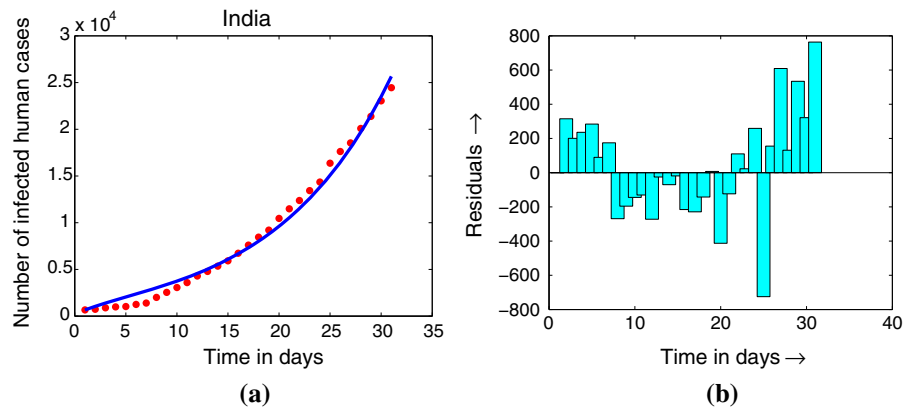 India
x 10⁴
3
2.5
2
1.5
1
0.5
0
0 5 10 15 20 25 30 35
Number of infected human cases
Time in days
(a)
800
600
400
200
0
−200
−400
−600
−800
0 10 20 30 40
Residuals →
Time in days →
(b)